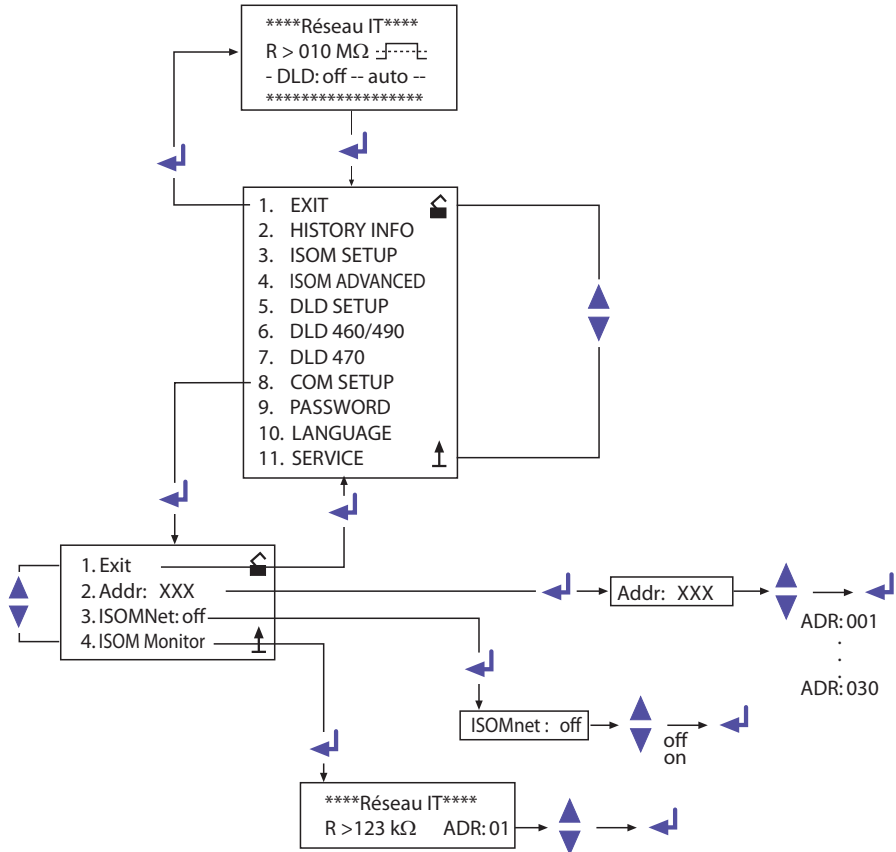 ****Réseau IT****
R > 010 MΩ
- DLD: off -- auto --
******************
1. EXIT
2. HISTORY INFO
3. ISOM SETUP
4. ISOM ADVANCED
5. DLD SETUP
6. DLD 460/490
7. DLD 470
8. COM SETUP
9. PASSWORD
10. LANGUAGE
11. SERVICE
1. Exit
2. Addr: XXX
3. ISOMNet: off
4. ISOM Monitor
Addr: XXX
ADR: 001
.
.
.
ADR: 030
ISOMnet : off
off
on
****Réseau IT****
R >123 kΩ ADR: 01